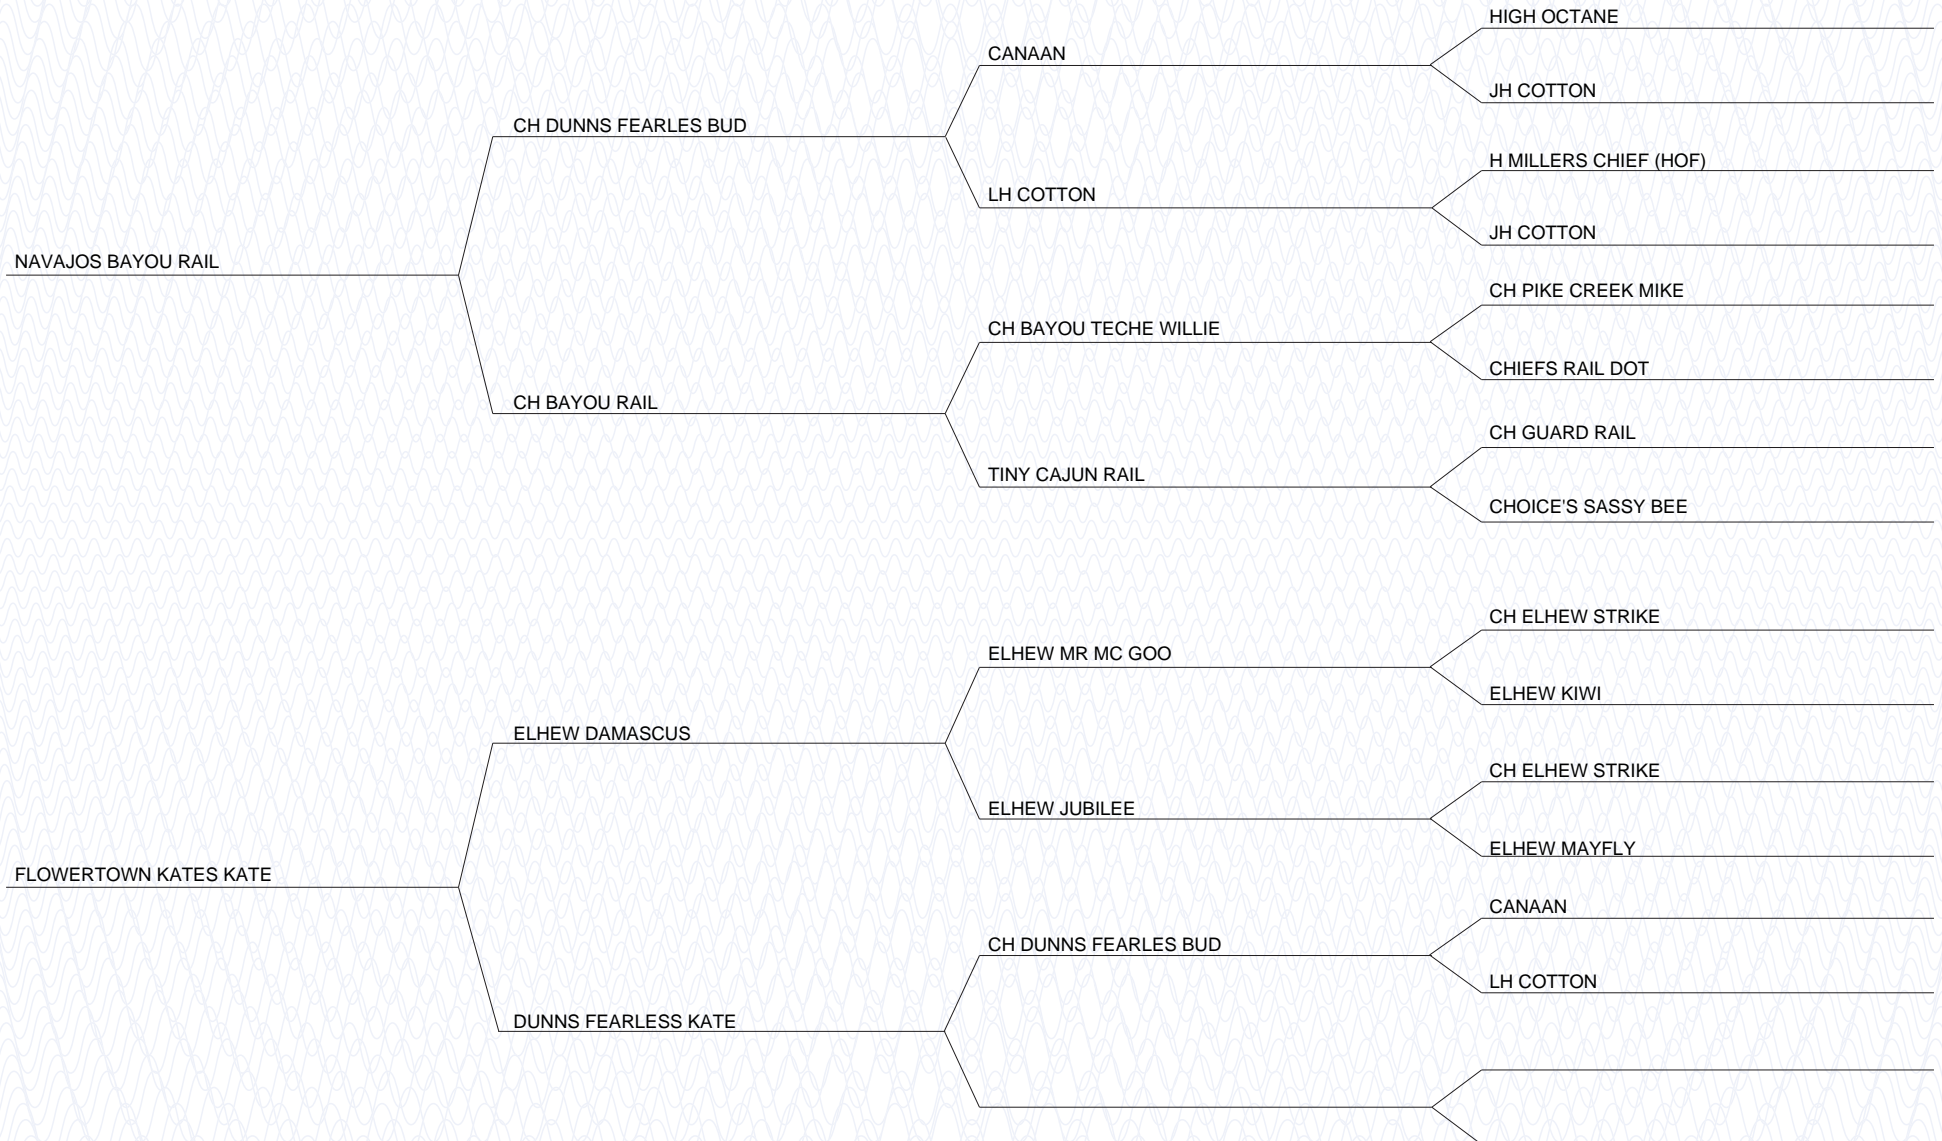 HIGH OCTANE
CANAAN
JH COTTON
CH DUNNS FEARLES BUD
H MILLERS CHIEF (HOF)
LH COTTON
JH COTTON
NAVAJOS BAYOU RAIL
CH PIKE CREEK MIKE
CH BAYOU TECHE WILLIE
CHIEFS RAIL DOT
CH BAYOU RAIL
CH GUARD RAIL
TINY CAJUN RAIL
CHOICE'S SASSY BEE
CH ELHEW STRIKE
ELHEW MR MC GOO
ELHEW KIWI
ELHEW DAMASCUS
CH ELHEW STRIKE
ELHEW JUBILEE
ELHEW MAYFLY
FLOWERTOWN KATES KATE
CANAAN
CH DUNNS FEARLES BUD
LH COTTON
DUNNS FEARLESS KATE